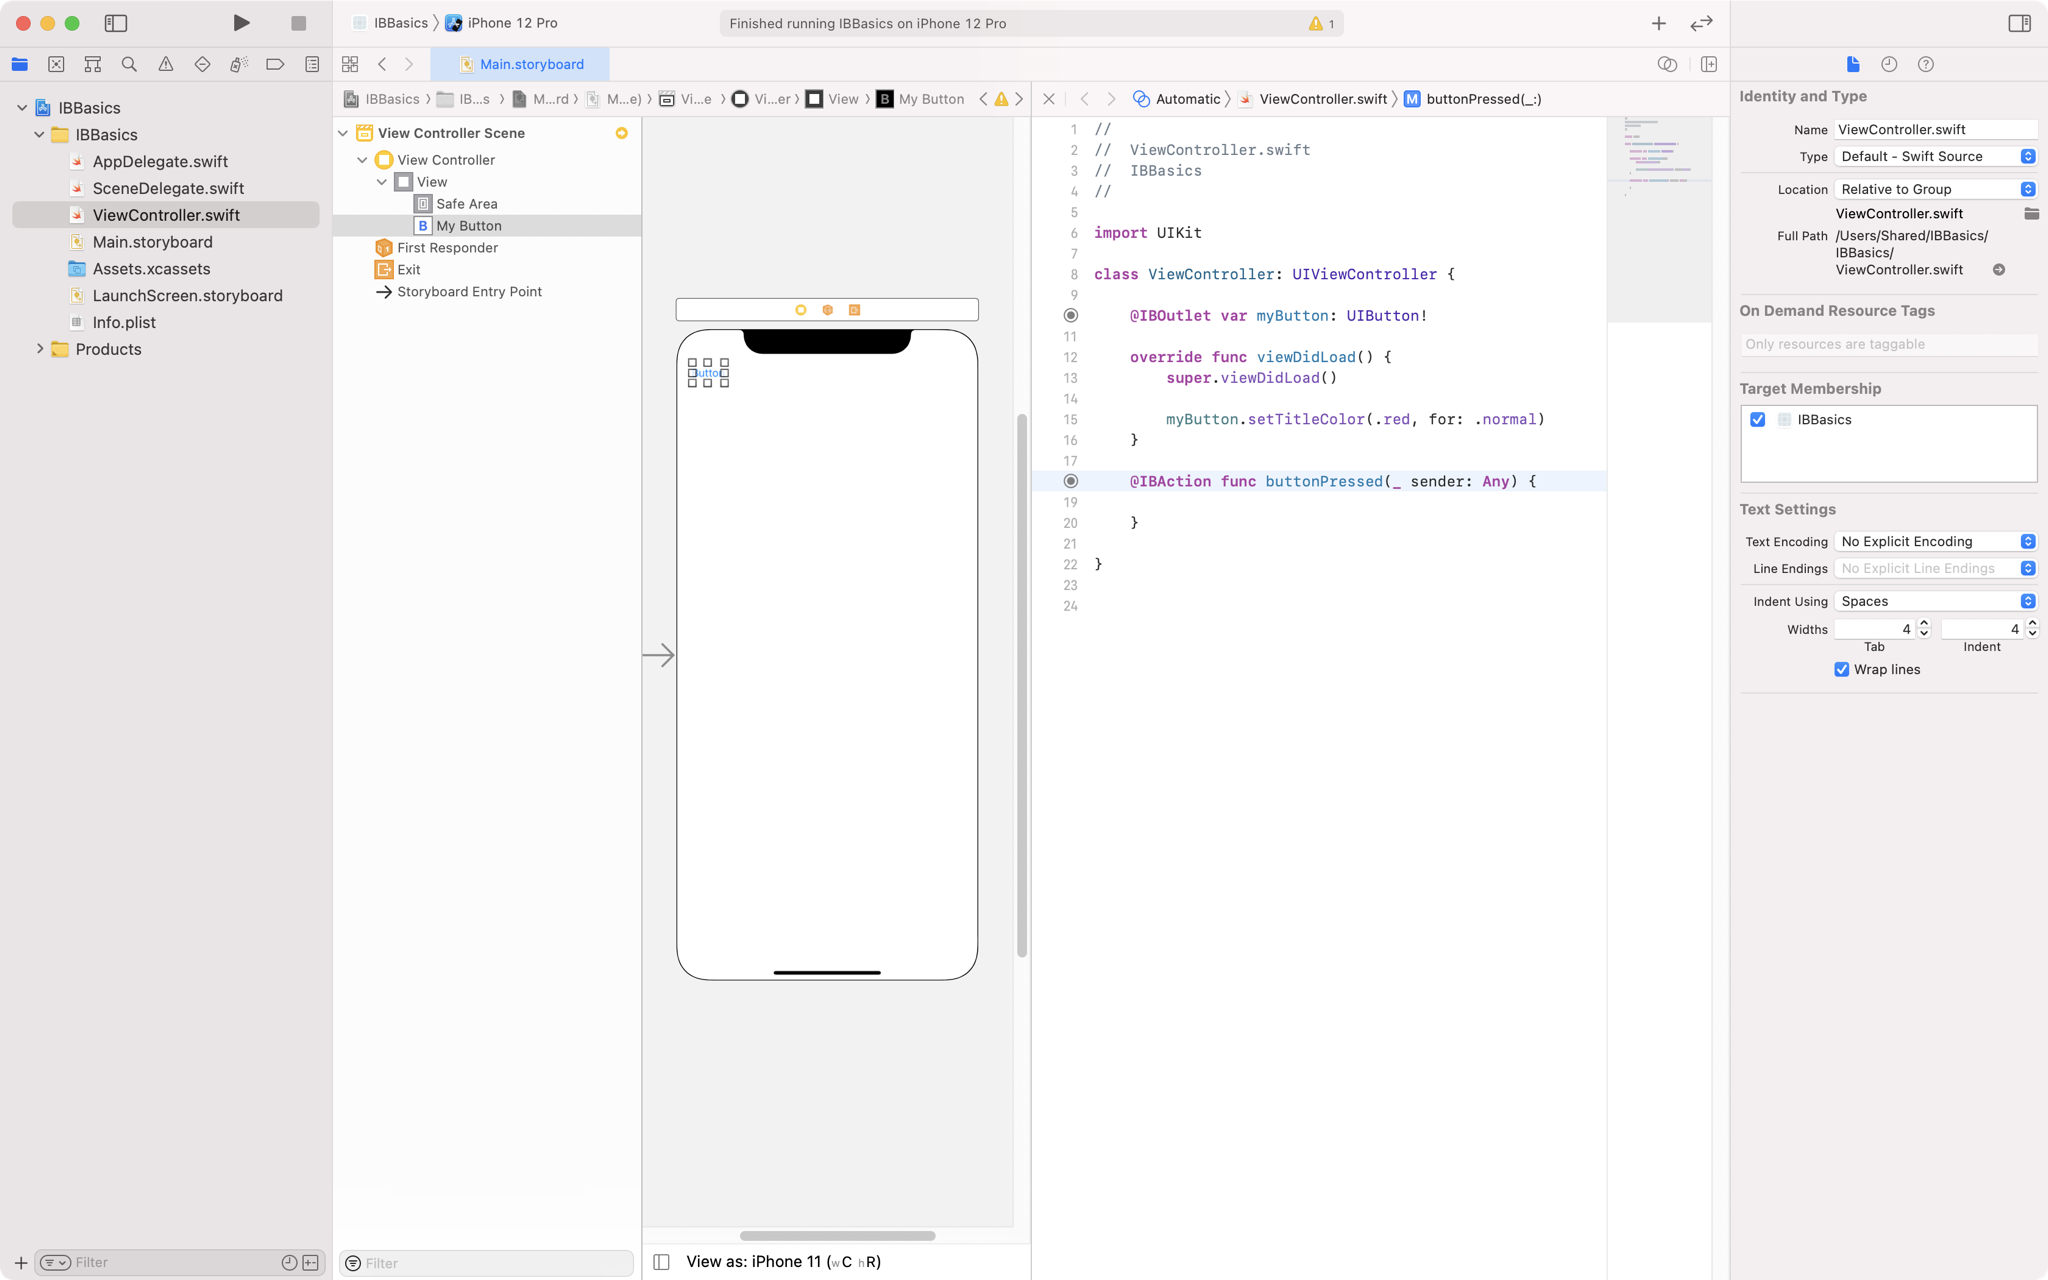 IBBasics iPhone 12 Pro
Finished running IBBasics on iPhone 12 Pro
1
Main.storyboard
IBBasics
IBBasics
AppDelegate.swift
SceneDelegate.swift
ViewController.swift
Main.storyboard
Assets.xcassets
LaunchScreen.storyboard
Info.plist
Products
Filter
IBBasics IB...s M...rd M...e) Vi...e Vi...er View B My Button
View Controller Scene
View Controller
View
Safe Area
B My Button
First Responder
Exit
Storyboard Entry Point
Filter
Button
View as: iPhone 11 (wC hR)
Automatic ViewController.swift M buttonPressed(_:)
1 //
2 //  ViewController.swift
3 //  IBBasics
4 //
5
6 import UIKit
7
8 class ViewController: UIViewController {
9
@IBOutlet var myButton: UIButton!
11
12 override func viewDidLoad() {
13 super.viewDidLoad()
14
15 myButton.setTitleColor(.red, for: .normal)
16 }
17
@IBAction func buttonPressed(_ sender: Any) {
19
20 }
21
22 }
23
24
Identity and Type
Name ViewController.swift
Type Default - Swift Source
Location Relative to Group
ViewController.swift
Full Path /Users/Shared/IBBasics/
IBBasics/
ViewController.swift
On Demand Resource Tags
Only resources are taggable
Target Membership
IBBasics
Text Settings
Text Encoding No Explicit Encoding
Line Endings No Explicit Line Endings
Indent Using Spaces
Widths 4 4
Tab Indent
Wrap lines